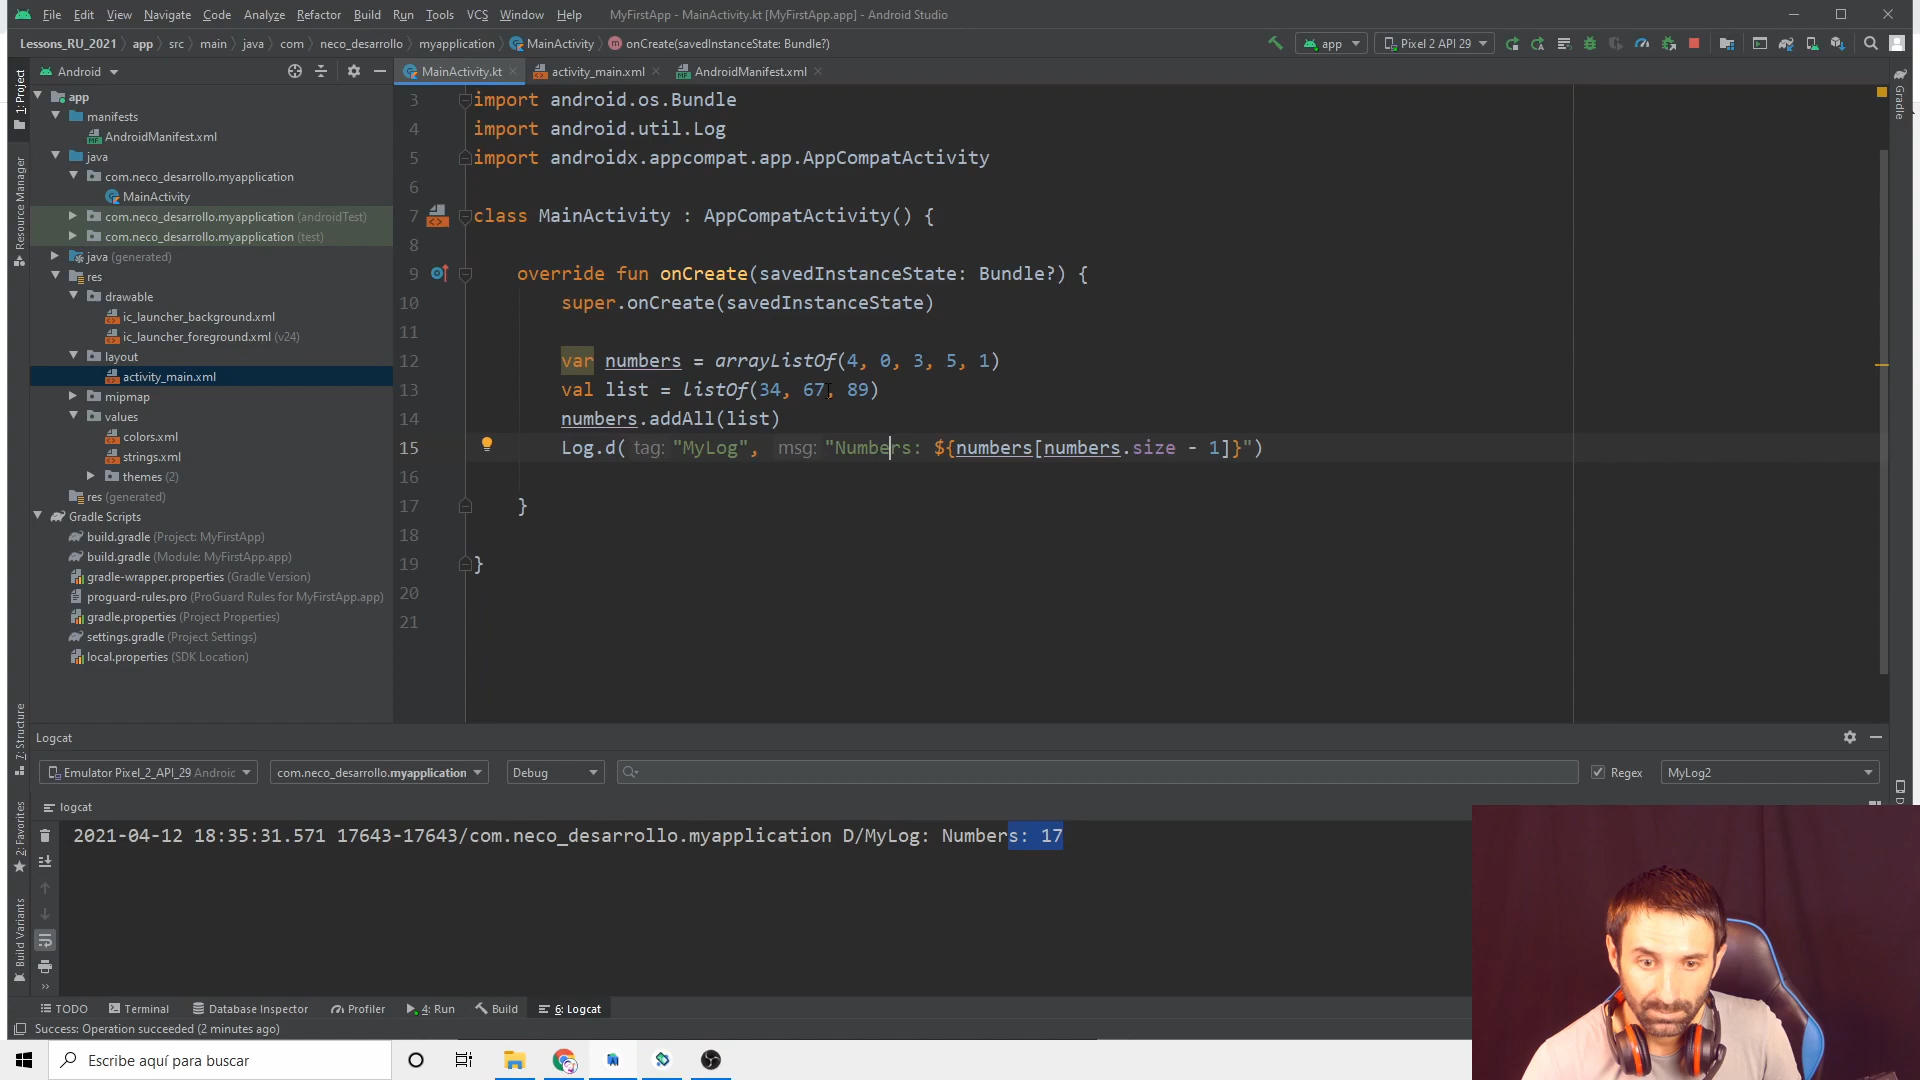 File Edit View Navigate Code Analyze Refactor Build Run Tools VCS Window Help MyFirstApp - MainActivity.kt [MyFirstApp.app] - Android Studio
Lessons_RU_2021 app src main java com neco_desarrollo myapplication MainActivity onCreate(savedInstanceState: Bundle?) app Pixel 2 API 29
Android
MainActivity.kt activity_main.xml AndroidManifest.xml
1: Project
Resource Manager
7: Structure
2: Favorites
Build Variants
Gradle
app
manifests
AndroidManifest.xml
java
com.neco_desarrollo.myapplication
MainActivity
com.neco_desarrollo.myapplication (androidTest)
com.neco_desarrollo.myapplication (test)
java (generated)
res
drawable
ic_launcher_background.xml
ic_launcher_foreground.xml (v24)
layout
activity_main.xml
mipmap
values
colors.xml
strings.xml
themes (2)
res (generated)
Gradle Scripts
build.gradle (Project: MyFirstApp)
build.gradle (Module: MyFirstApp.app)
gradle-wrapper.properties (Gradle Version)
proguard-rules.pro (ProGuard Rules for MyFirstApp.app)
gradle.properties (Project Properties)
settings.gradle (Project Settings)
local.properties (SDK Location)
3 import android.os.Bundle
4 import android.util.Log
5 import androidx.appcompat.app.AppCompatActivity
6
7 class MainActivity : AppCompatActivity() {
8
9 override fun onCreate(savedInstanceState: Bundle?) {
10 super.onCreate(savedInstanceState)
11
12 var numbers = arrayListOf(4, 0, 3, 5, 1)
13 val list = listOf(34, 67, 89)
14 numbers.addAll(list)
15 Log.d( tag: "MyLog", msg: "Numbers: ${numbers[numbers.size - 1]}")
16
17 }
18
19 }
20
21
Logcat
Emulator Pixel_2_API_29 Androic com.neco_desarrollo.myapplication Debug Regex MyLog2
logcat
2021-04-12 18:35:31.571 17643-17643/com.neco_desarrollo.myapplication D/MyLog: Numbers: 17
TODO Terminal Database Inspector Profiler 4: Run Build 6: Logcat
Success: Operation succeeded (2 minutes ago)
Escribe aquí para buscar